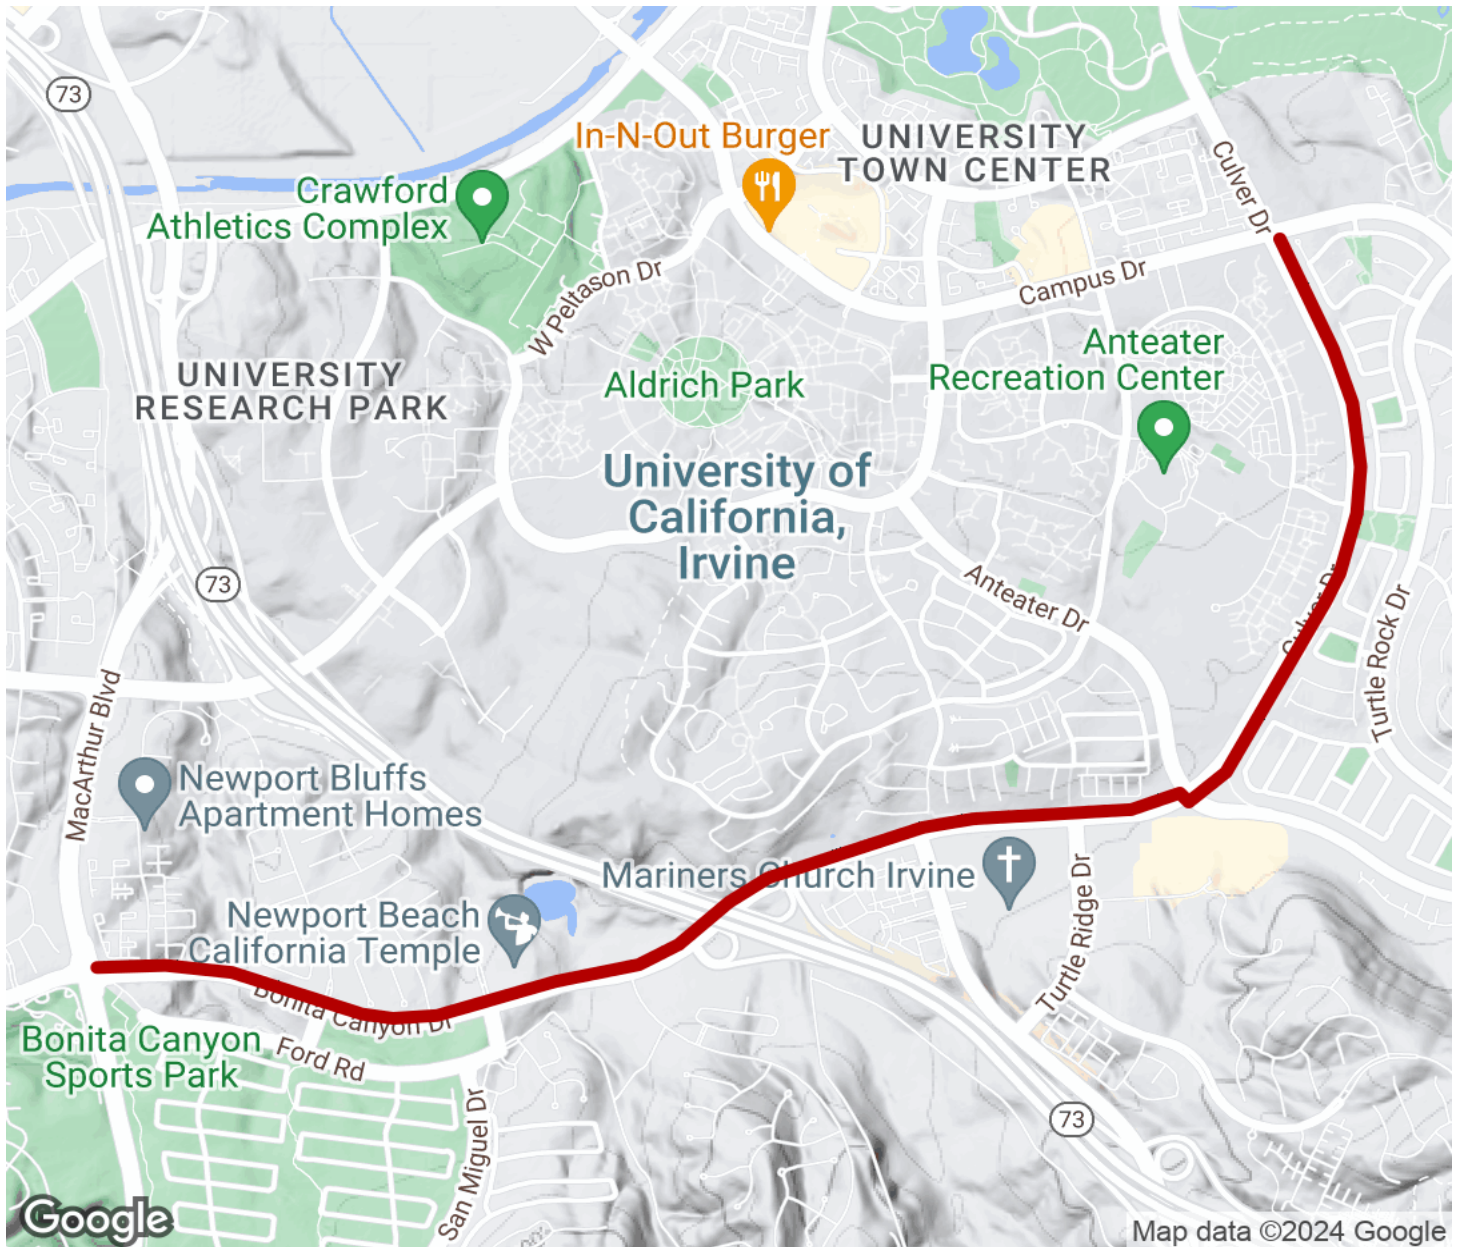 73
In-N-Out Burger
UNIVERSITY
TOWN CENTER
Culver Dr
Crawford
Athletics Complex
W Peltason Dr
Campus Dr
Anteater
Recreation Center
UNIVERSITY
RESEARCH PARK
Aldrich Park
University of
California,
Irvine
73
Anteater Dr
Culver Dr
Turtle Rock Dr
MacArthur Blvd
Newport Bluffs
Apartment Homes
Mariners Church Irvine
Turtle Ridge Dr
Newport Beach
California Temple
Bonita Canyon Dr
Bonita Canyon
Sports Park
Ford Rd
San Miguel Dr
73
Google
Map data ©2024 Google